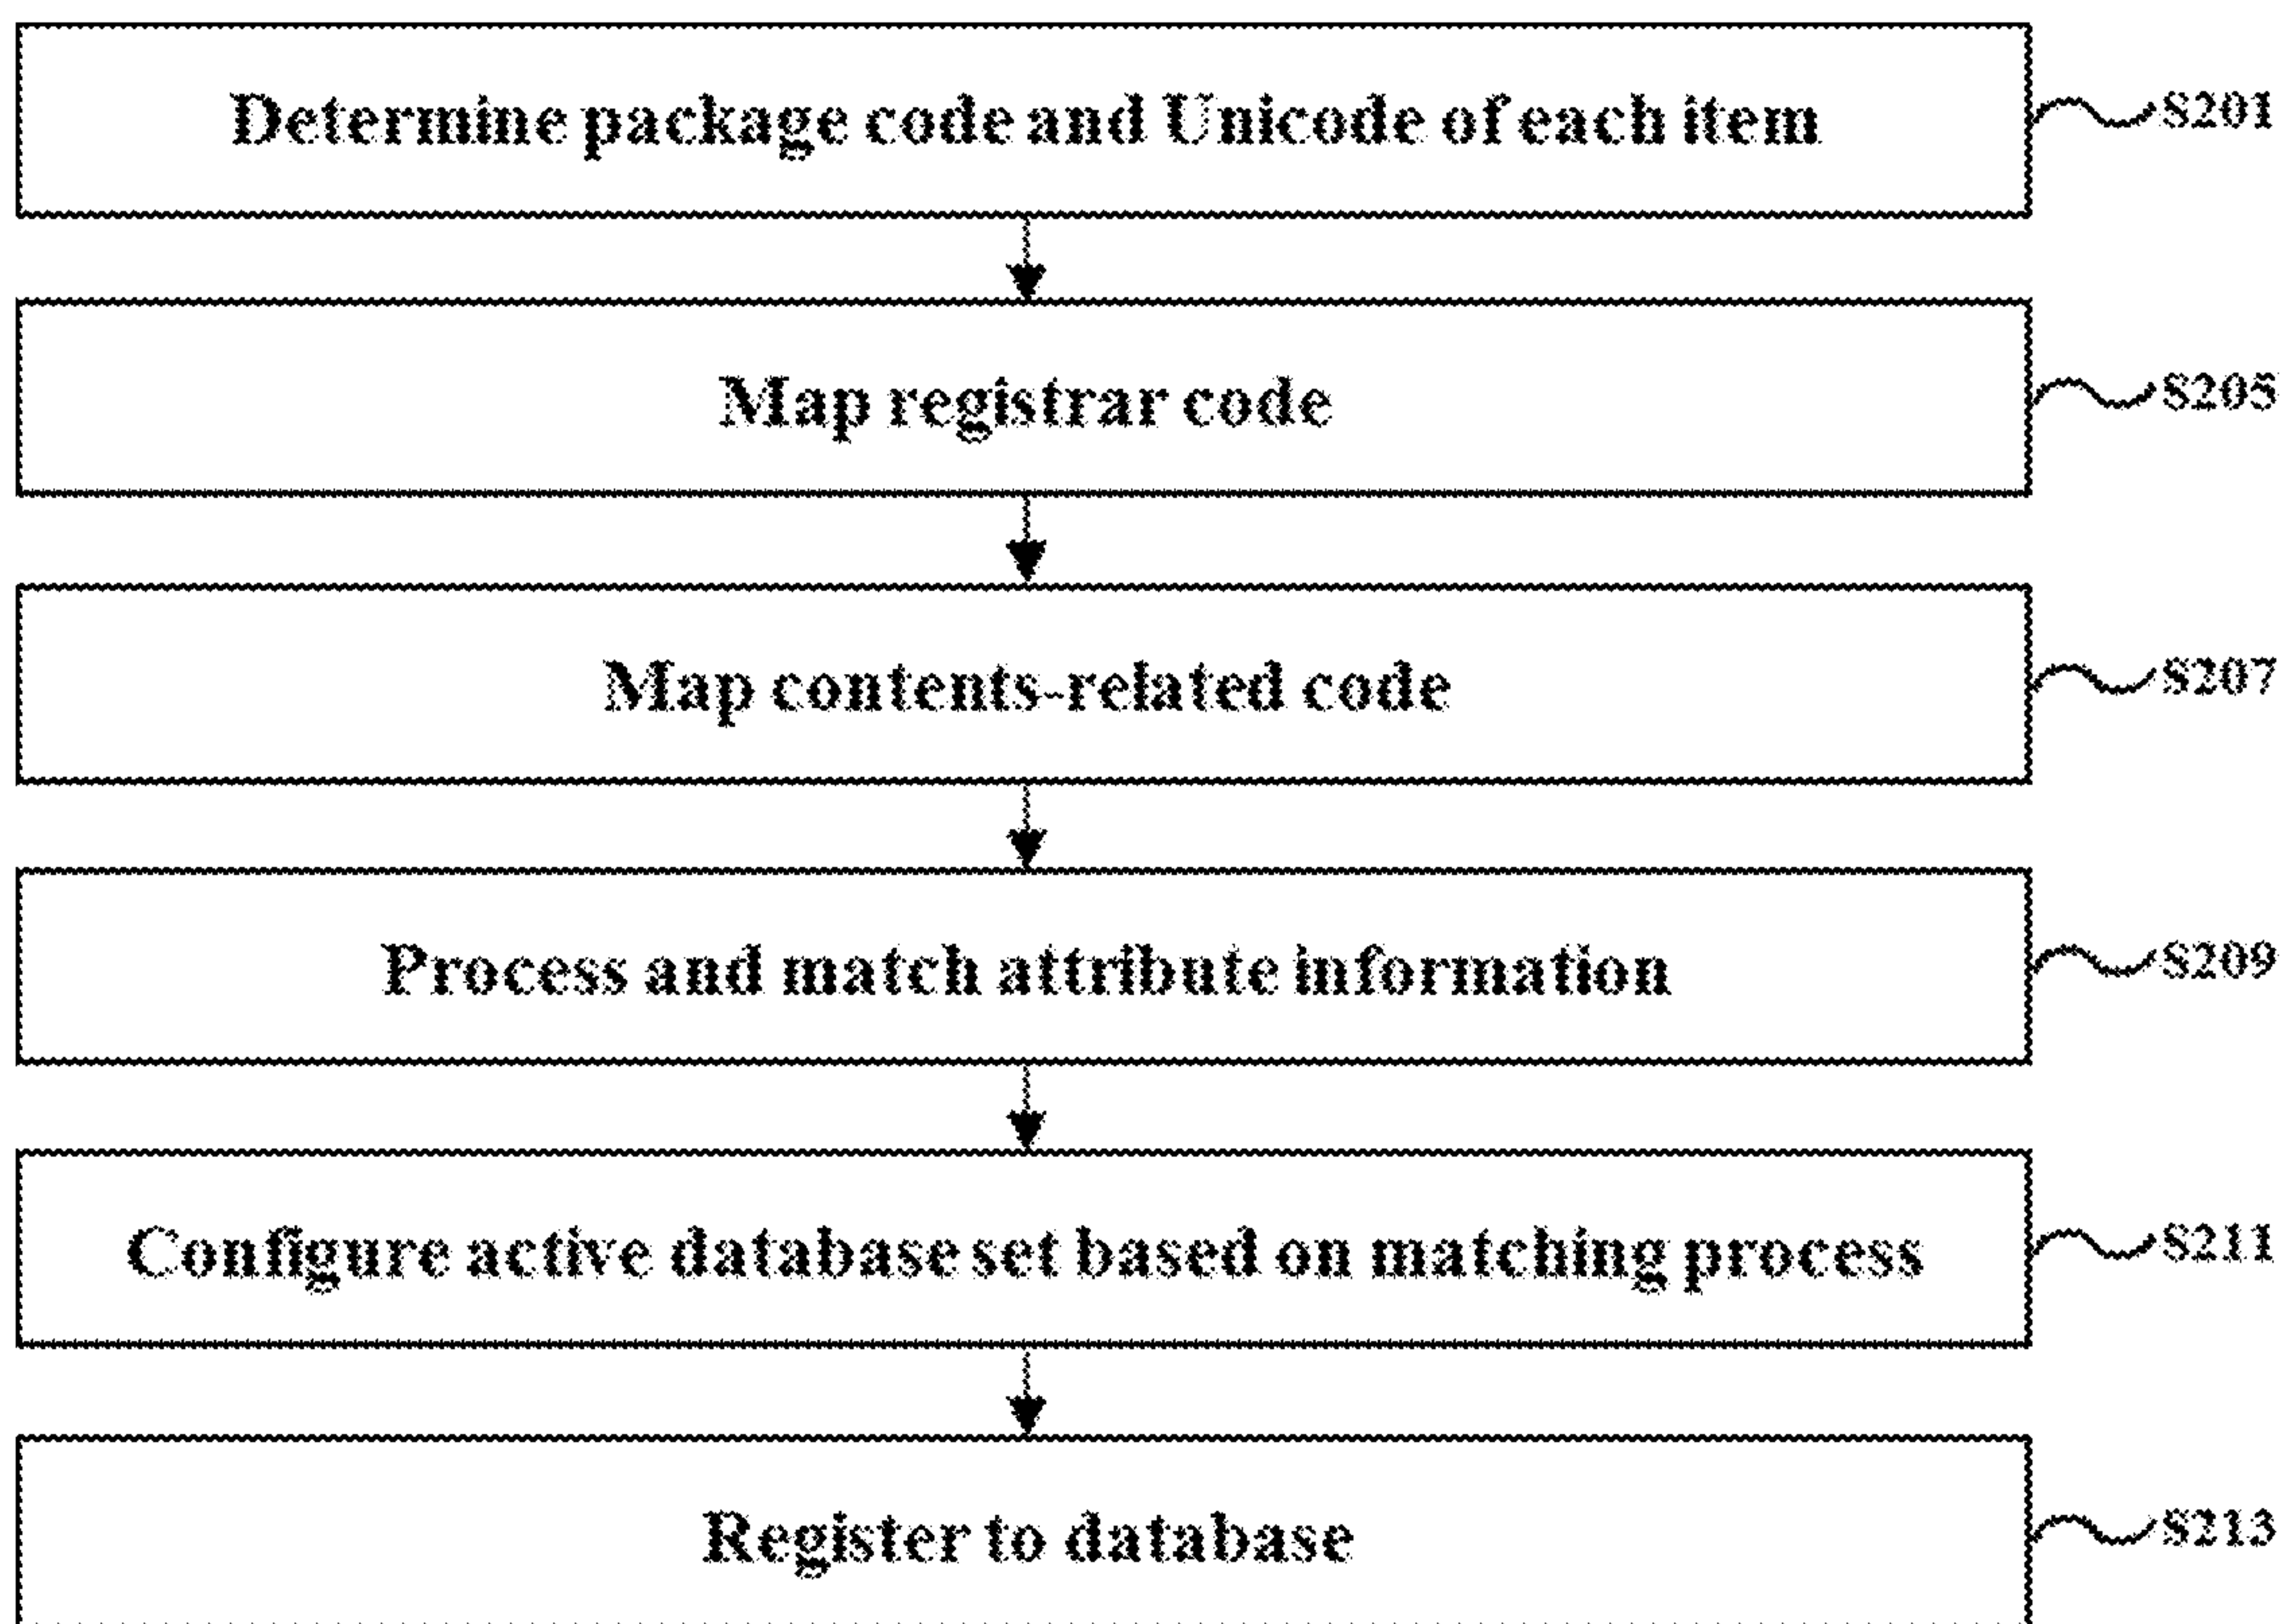 Determine package code and Unicode of each item
S201
Map registrar code
S205
Map contents-related code
S207
Process and match attribute information
S209
Configure active database set based on matching process
S211
Register to database
S213